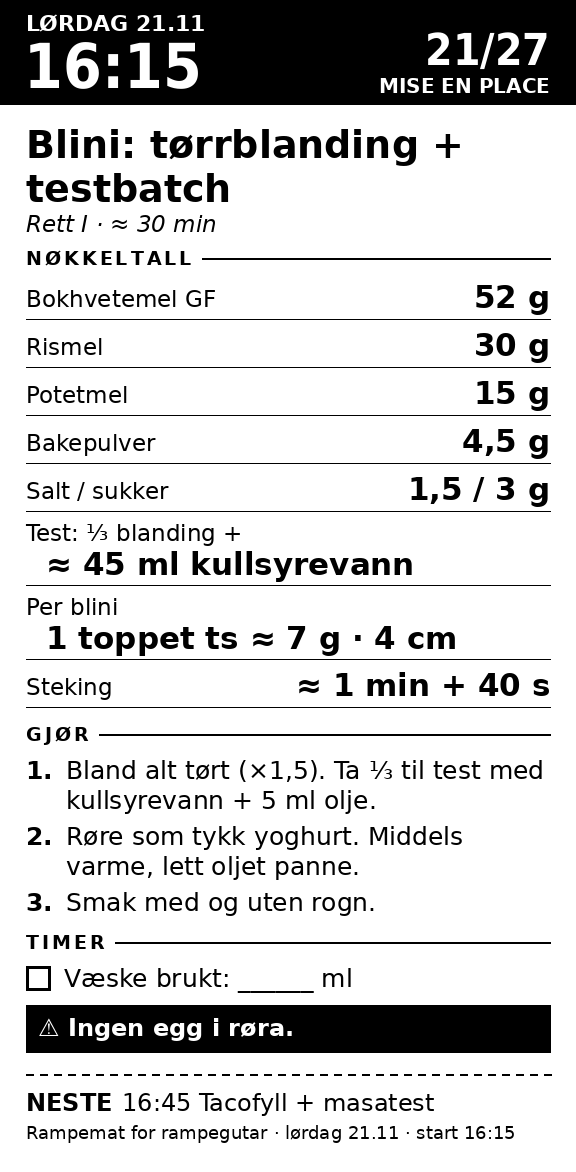 LØRDAG 21.11
16:15
21/27
MISE EN PLACE
Blini: tørrblanding +
testbatch
Rett I · ≈ 30 min
NØKKELTALL
Bokhvetemel GF 52 g
Rismel 30 g
Potetmel 15 g
Bakepulver 4,5 g
Salt / sukker 1,5 / 3 g
Test: ⅓ blanding +
≈ 45 ml kullsyrevann
Per blini
1 toppet ts ≈ 7 g · 4 cm
Steking ≈ 1 min + 40 s
GJØR
1. Bland alt tørt (×1,5). Ta ⅓ til test med
kullsyrevann + 5 ml olje.
2. Røre som tykk yoghurt. Middels
varme, lett oljet panne.
3. Smak med og uten rogn.
TIMER
☐ Væske brukt: ______ ml
⚠ Ingen egg i røra.
NESTE 16:45 Tacofyll + masatest
Rampemat for rampegutar · lørdag 21.11 · start 16:15